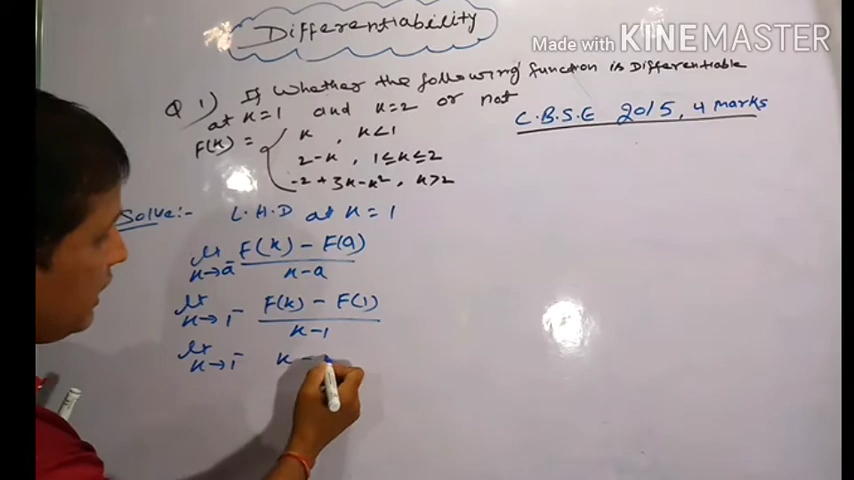 Differentiability
Made with KINEMASTER
Q 1) If Whether the following function is Differentiable
at x=1 and x=2 or not
C.B.S.E 2015, 4 marks
F(x) = { x , x<1
2-x , 1≤x≤2
-2+3x-x², x>2
Solve:- L.H.D at x=1
lt x→a⁻ F(x) - F(a) / x-a
lt x→1⁻ F(x) - F(1) / x-1
lt x→1⁻ x -